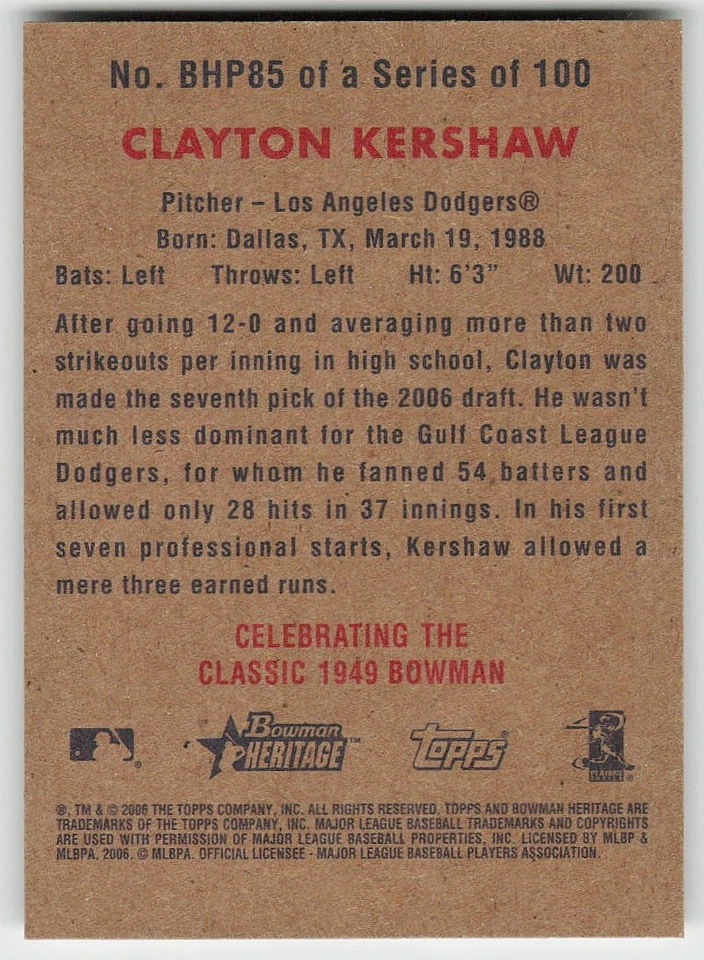 No. BHP85 of a Series of 100
CLAYTON KERSHAW
Pitcher – Los Angeles Dodgers®
Born: Dallas, TX, March 19, 1988
Bats: Left Throws: Left Ht: 6'3" Wt: 200
After going 12-0 and averaging more than two
strikeouts per inning in high school, Clayton was
made the seventh pick of the 2006 draft. He wasn't
much less dominant for the Gulf Coast League
Dodgers, for whom he fanned 54 batters and
allowed only 28 hits in 37 innings. In his first
seven professional starts, Kershaw allowed a
mere three earned runs.
CELEBRATING THE
CLASSIC 1949 BOWMAN
Bowman
HERITAGE™
Topps®
PLAYERS
CHOICE®
®, TM & © 2006 THE TOPPS COMPANY, INC. ALL RIGHTS RESERVED, TOPPS AND BOWMAN HERITAGE ARE
TRADEMARKS OF THE TOPPS COMPANY, INC. MAJOR LEAGUE BASEBALL TRADEMARKS AND COPYRIGHTS
ARE USED WITH PERMISSION OF MAJOR LEAGUE BASEBALL PROPERTIES, INC. LICENSED BY MLBP &
MLBPA, 2006. © MLBPA. OFFICIAL LICENSEE - MAJOR LEAGUE BASEBALL PLAYERS ASSOCIATION.